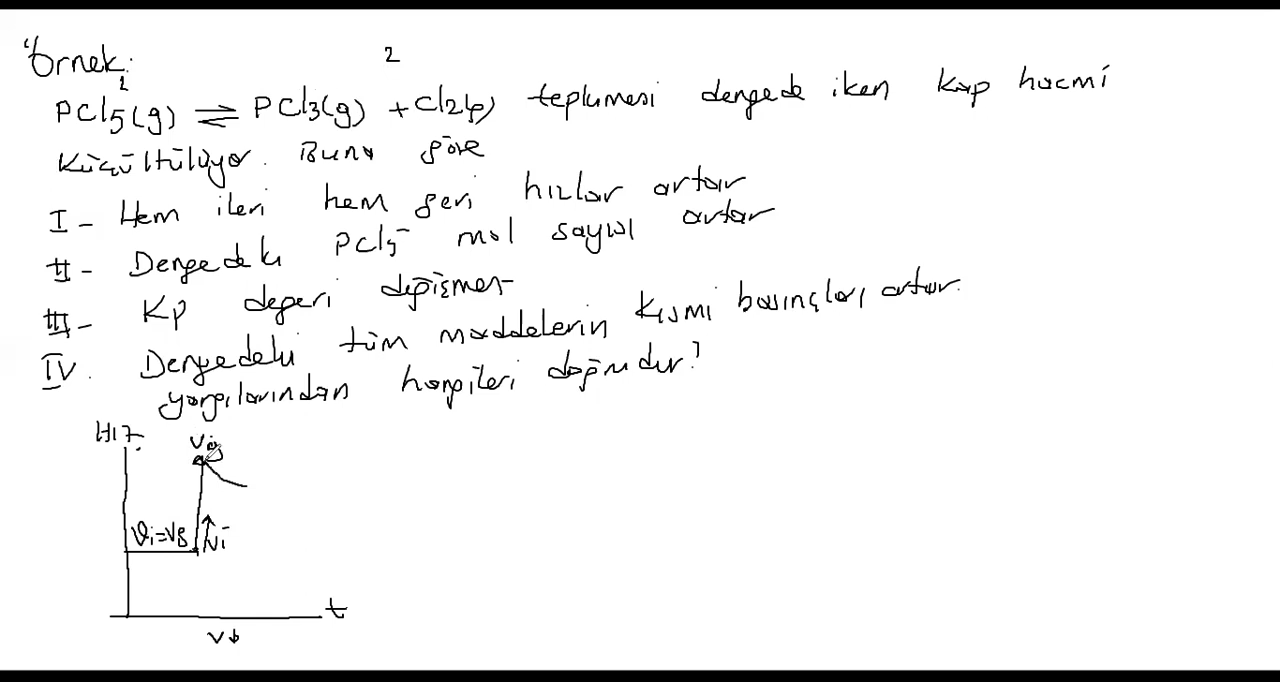 Örnek:
1 2
PCl5(g) ⇌ PCl3(g) + Cl2(g) tepkimesi dengede iken kap hacmi
küçültülüyor. Buna göre
I- Hem ileri hem geri hızlar artar
II- Dengedeki PCl5 mol sayısı artar
III- Kp değeri değişmez
IV. Dengedeki tüm maddelerin kısmi basınçları artar.
yargılarından hangileri doğrudur?
Hız
Vg
Vi=Vg Vi
t
V↓